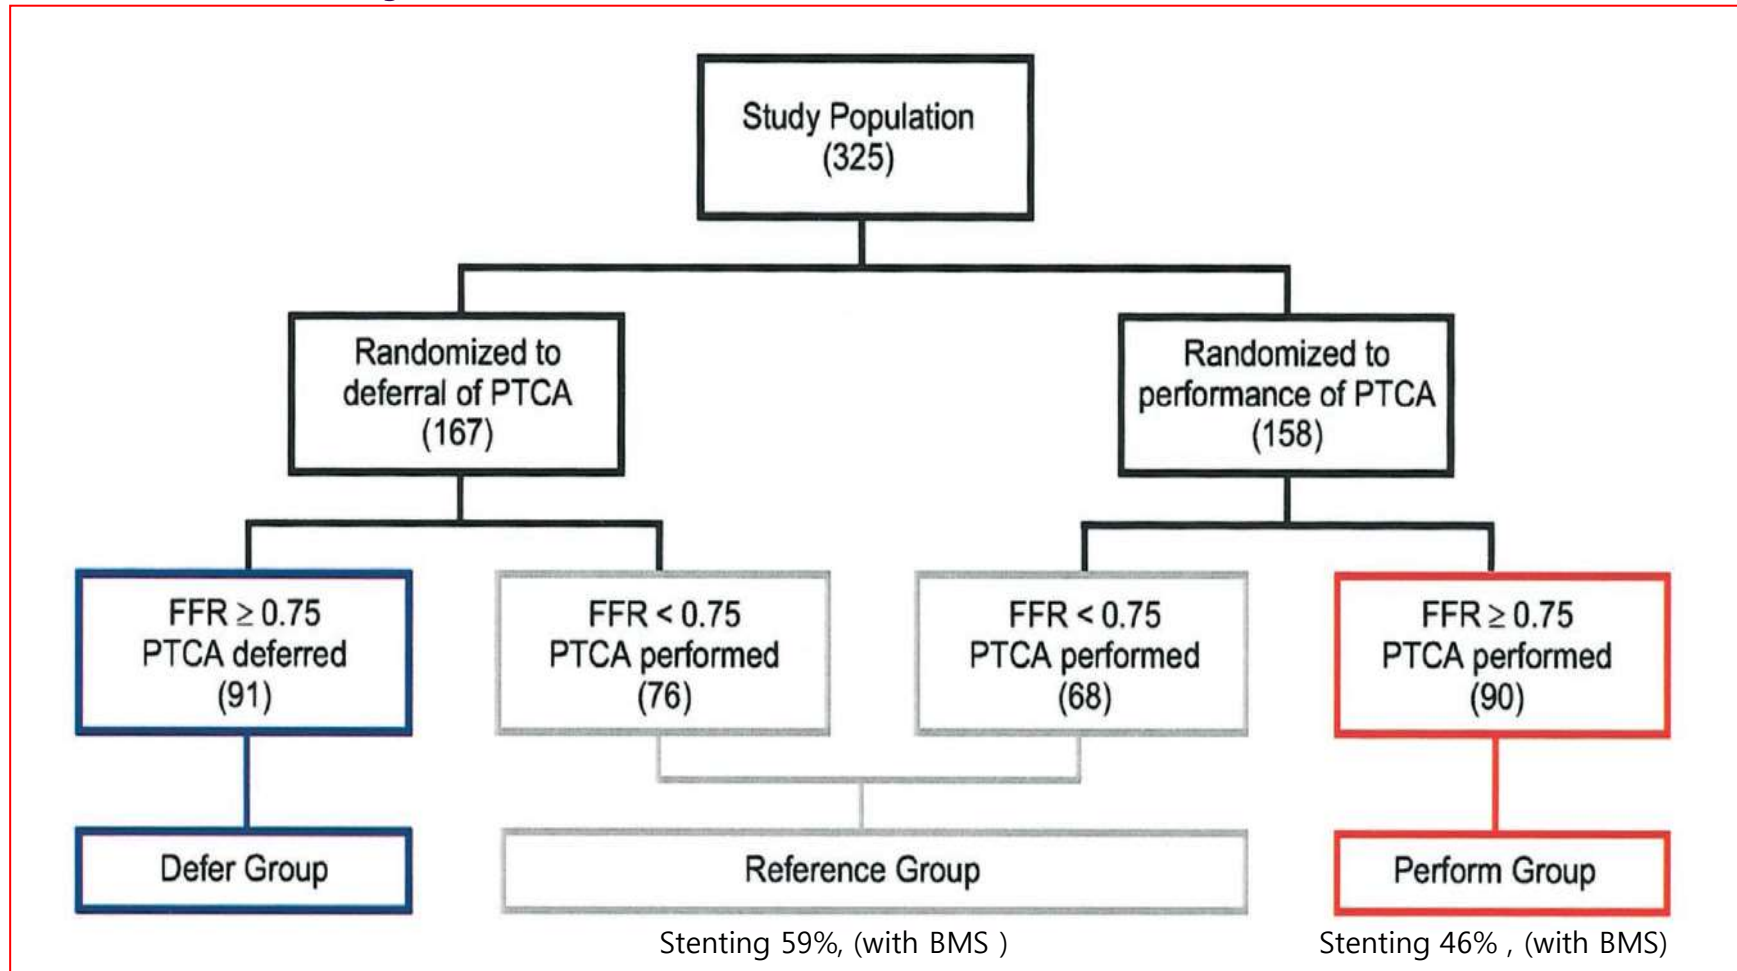 Study Population
(325)
Randomized to
deferral of PTCA
(167)
Randomized to
performance of PTCA
(158)
FFR ≥ 0.75
PTCA deferred
(91)
FFR < 0.75
PTCA performed
(76)
FFR < 0.75
PTCA performed
(68)
FFR ≥ 0.75
PTCA performed
(90)
Defer Group
Reference Group
Perform Group
Stenting 59%, (with BMS )
Stenting 46% , (with BMS)